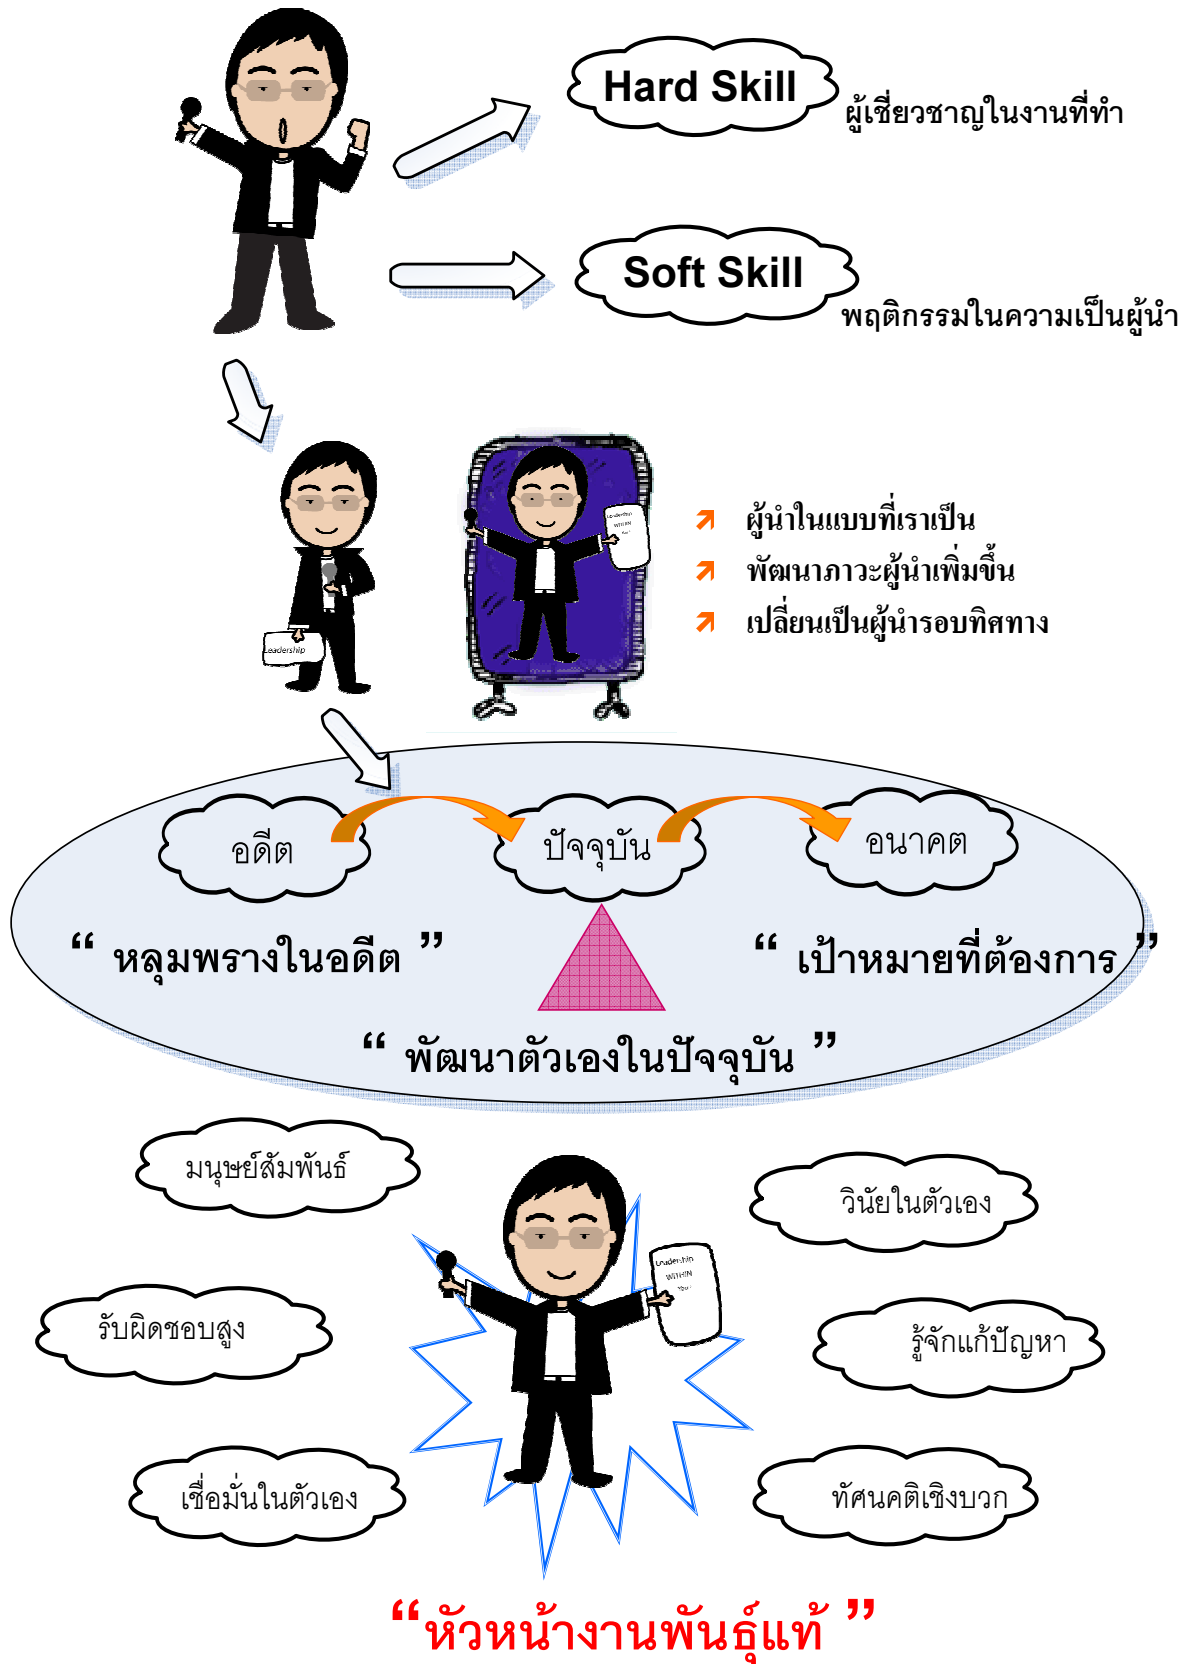 Hard Skill
ผู้เชี่ยวชาญในงานที่ทำ
Soft Skill
พฤติกรรมในความเป็นผู้นำ
Leadership
Leadership
WITHIN
You
ผู้นำในแบบที่เราเป็น
พัฒนาภาวะผู้นำเพิ่มขึ้น
เปลี่ยนเป็นผู้นำรอบทิศทาง
อดีต
ปัจจุบัน
อนาคต
“ หลุมพรางในอดีต ”
“ เป้าหมายที่ต้องการ ”
“ พัฒนาตัวเองในปัจจุบัน ”
มนุษย์สัมพันธ์
วินัยในตัวเอง
Leadership
WITHIN
You
รับผิดชอบสูง
รู้จักแก้ปัญหา
เชื่อมั่นในตัวเอง
ทัศนคติเชิงบวก
“หัวหน้างานพันธุ์แท้ ”